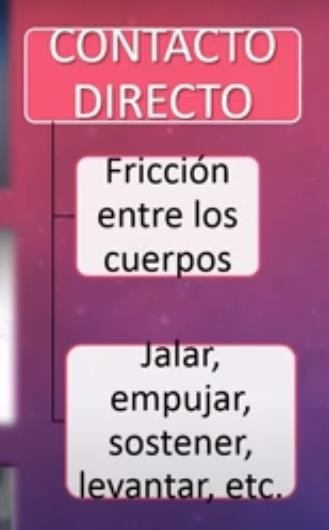 CONTACTO
DIRECTO
Fricción
entre los
cuerpos
Jalar,
empujar,
sostener,
levantar, etc.